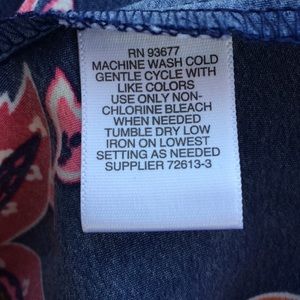 RN 93677
MACHINE WASH COLD
GENTLE CYCLE WITH
LIKE COLORS
USE ONLY NON-
CHLORINE BLEACH
WHEN NEEDED
TUMBLE DRY LOW
IRON ON LOWEST
SETTING AS NEEDED
SUPPLIER 72613-3